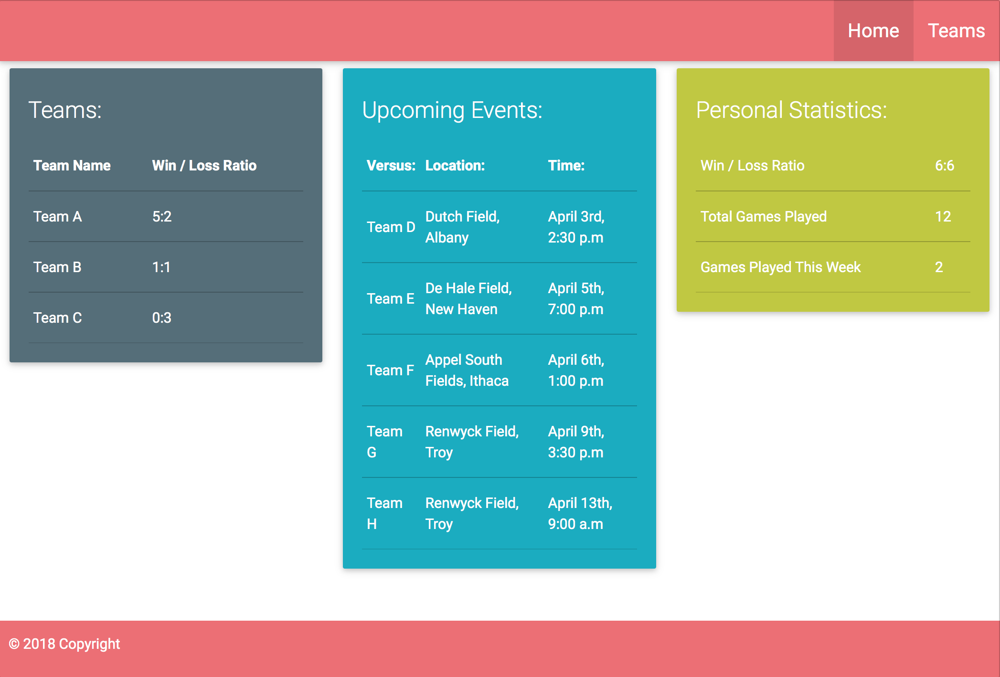 Home Teams
Teams:
Team Name Win / Loss Ratio
Team A 5:2
Team B 1:1
Team C 0:3
Upcoming Events:
Versus: Location: Time:
Team D Dutch Field, Albany April 3rd, 2:30 p.m
Team E De Hale Field, New Haven April 5th, 7:00 p.m
Team F Appel South Fields, Ithaca April 6th, 1:00 p.m
Team G Renwyck Field, Troy April 9th, 3:30 p.m
Team H Renwyck Field, Troy April 13th, 9:00 a.m
Personal Statistics:
Win / Loss Ratio 6:6
Total Games Played 12
Games Played This Week 2
© 2018 Copyright